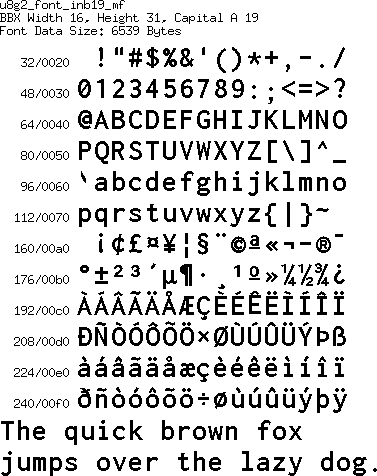 u8g2_font_inb19_mf
BBX Width 16, Height 31, Capital A 19
Font Data Size: 6539 Bytes
32/0020 !"#$%&'()*+,-./
48/0030 0123456789:;<=>?
64/0040 @ABCDEFGHIJKLMNO
80/0050 PQRSTUVWXYZ[\]^_
96/0060 `abcdefghijklmno
112/0070 pqrstuvwxyz{|}~
160/00a0 ¡¢£¤¥¦§¨©ª«¬-®¯
176/00b0 °±²³´µ¶·¸¹º»¼½¾¿
192/00c0 ÀÁÂÃÄÅÆÇÈÉÊËÌÍÎÏ
208/00d0 ÐÑÒÓÔÕÖ×ØÙÚÛÜÝÞß
224/00e0 àáâãäåæçèéêëìíîï
240/00f0 ðñòóôõö÷øùúûüýþÿ
The quick brown fox
jumps over the lazy dog.